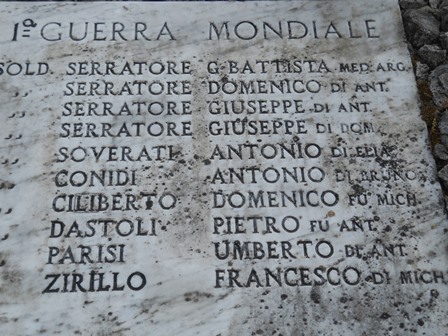 1ª GUERRA MONDIALE
SOLD. SERRATORE G. BATTISTA MED. ARG.
,, SERRATORE DOMENICO DI ANT.
,, SERRATORE GIUSEPPE DI ANT.
,, SERRATORE GIUSEPPE DI DOM.
,, SOVERATI ANTONIO DI ELIA
,, CONIDI ANTONIO DI BRUNO
,, CILIBERTO DOMENICO FU MICH.
,, DASTOLI PIETRO FU ANT.
,, PARISI UMBERTO DI ANT.
ZIRILLO FRANCESCO DI MICH